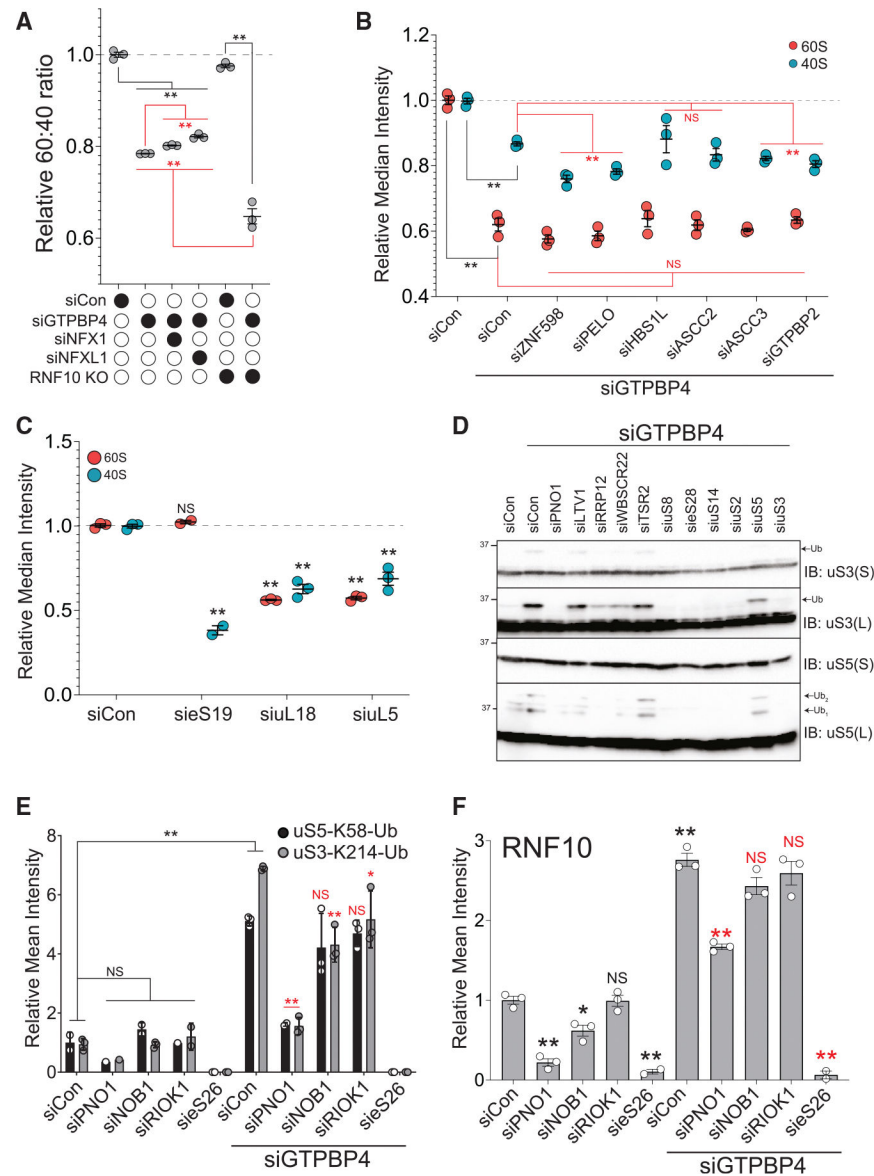 A
Relative 60:40 ratio
1.0
0.8
0.6
**
**
**
**
siCon
siGTPBP4
siNFX1
siNFXL1
RNF10 KO
B
Relative Median Intensity
1.2
1.0
0.8
0.6
0.4
60S
40S
NS
**
**
**
**
NS
siCon
siCon
siZNF598
siPELO
siHBS1L
siASCC2
siASCC3
siGTPBP2
siGTPBP4
C
Relative Median Intensity
1.5
1.0
0.5
0.0
60S
40S
NS
**
**
**
**
**
siCon
sieS19
siuL18
siuL5
D
siGTPBP4
siCon
siCon
siPNO1
siLTV1
siRRP12
siWBSCR22
siTSR2
siuS8
sieS28
siuS14
siuS2
siuS5
siuS3
37
←Ub
IB: uS3(S)
37
←Ub
IB: uS3(L)
37
IB: uS5(S)
37
←Ub2
←Ub1
IB: uS5(L)
E
Relative Mean Intensity
8
6
4
2
0
uS5-K58-Ub
uS3-K214-Ub
**
NS
**
NS
**
NS
*
siCon
siPNO1
siNOB1
siRIOK1
sieS26
siCon
siPNO1
siNOB1
siRIOK1
sieS26
siGTPBP4
F
RNF10
Relative Mean Intensity
3
2
1
0
**
*
NS
**
**
**
NS
NS
**
siCon
siPNO1
siNOB1
siRIOK1
sieS26
siCon
siPNO1
siNOB1
siRIOK1
sieS26
siGTPBP4